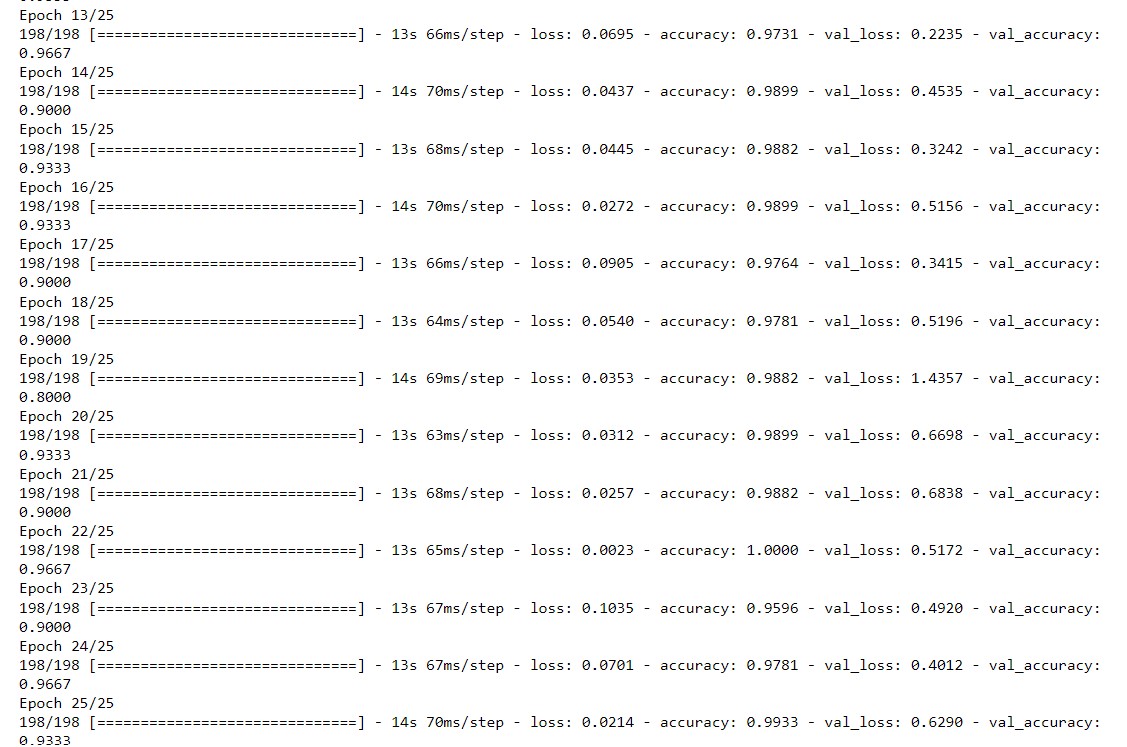 Epoch 13/25
198/198 [==============================] - 13s 66ms/step - loss: 0.0695 - accuracy: 0.9731 - val_loss: 0.2235 - val_accuracy:
0.9667
Epoch 14/25
198/198 [==============================] - 14s 70ms/step - loss: 0.0437 - accuracy: 0.9899 - val_loss: 0.4535 - val_accuracy:
0.9000
Epoch 15/25
198/198 [==============================] - 13s 68ms/step - loss: 0.0445 - accuracy: 0.9882 - val_loss: 0.3242 - val_accuracy:
0.9333
Epoch 16/25
198/198 [==============================] - 14s 70ms/step - loss: 0.0272 - accuracy: 0.9899 - val_loss: 0.5156 - val_accuracy:
0.9333
Epoch 17/25
198/198 [==============================] - 13s 66ms/step - loss: 0.0905 - accuracy: 0.9764 - val_loss: 0.3415 - val_accuracy:
0.9000
Epoch 18/25
198/198 [==============================] - 13s 64ms/step - loss: 0.0540 - accuracy: 0.9781 - val_loss: 0.5196 - val_accuracy:
0.9000
Epoch 19/25
198/198 [==============================] - 14s 69ms/step - loss: 0.0353 - accuracy: 0.9882 - val_loss: 1.4357 - val_accuracy:
0.8000
Epoch 20/25
198/198 [==============================] - 13s 63ms/step - loss: 0.0312 - accuracy: 0.9899 - val_loss: 0.6698 - val_accuracy:
0.9333
Epoch 21/25
198/198 [==============================] - 13s 68ms/step - loss: 0.0257 - accuracy: 0.9882 - val_loss: 0.6838 - val_accuracy:
0.9000
Epoch 22/25
198/198 [==============================] - 13s 65ms/step - loss: 0.0023 - accuracy: 1.0000 - val_loss: 0.5172 - val_accuracy:
0.9667
Epoch 23/25
198/198 [==============================] - 13s 67ms/step - loss: 0.1035 - accuracy: 0.9596 - val_loss: 0.4920 - val_accuracy:
0.9000
Epoch 24/25
198/198 [==============================] - 13s 67ms/step - loss: 0.0701 - accuracy: 0.9781 - val_loss: 0.4012 - val_accuracy:
0.9667
Epoch 25/25
198/198 [==============================] - 14s 70ms/step - loss: 0.0214 - accuracy: 0.9933 - val_loss: 0.6290 - val_accuracy:
0.9333